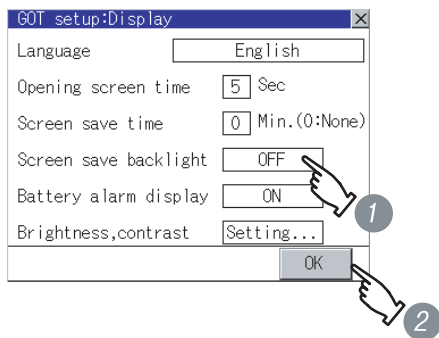 GOT setup:Display
Language English
Opening screen time 5 Sec
Screen save time 0 Min.(0:None)
Screen save backlight OFF
Battery alarm display ON
Brightness,contrast Setting...
OK
1
2